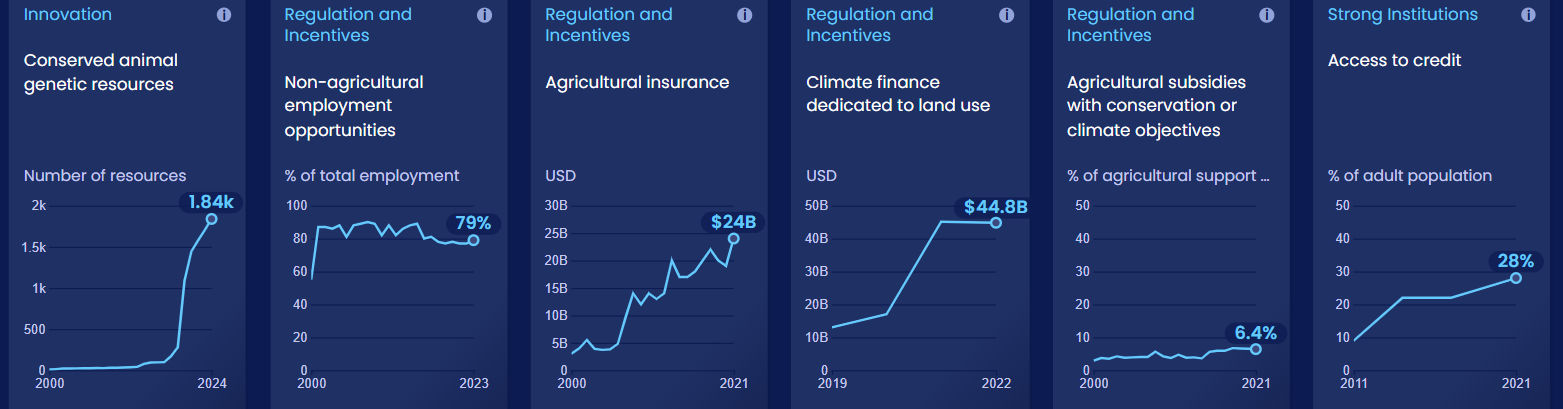 Innovation
Conserved animal
genetic resources
Number of resources
1.84k
2k
1.5k
1k
500
0
2000
2024
Regulation and
Incentives
Non-agricultural
employment
opportunities
% of total employment
79%
100
80
60
40
20
0
2000
2023
Regulation and
Incentives
Agricultural insurance
USD
$24B
30B
25B
20B
15B
10B
5B
0
2000
2021
Regulation and
Incentives
Climate finance
dedicated to land use
USD
$44.8B
50B
40B
30B
20B
10B
0
2019
2022
Regulation and
Incentives
Agricultural subsidies
with conservation or
climate objectives
% of agricultural support ...
6.4%
50
40
30
20
10
0
2000
2021
Strong Institutions
Access to credit
% of adult population
28%
50
40
30
20
10
0
2011
2021